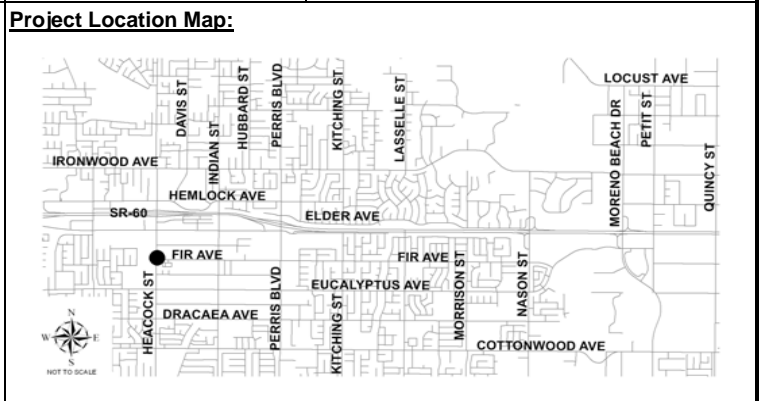 Project Location Map:
LOCUST AVE
DAVIS ST
INDIAN ST
HUBBARD ST
PERRIS BLVD
KITCHING ST
LASSELLE ST
MORENO BEACH DR
PETIT ST
QUINCY ST
IRONWOOD AVE
HEMLOCK AVE
SR-60
ELDER AVE
FIR AVE
FIR AVE
EUCALYPTUS AVE
HEACOCK ST
PERRIS BLVD
KITCHING ST
MORRISON ST
NASON ST
DRACAEA AVE
COTTONWOOD AVE
N
W
E
S
NOT TO SCALE